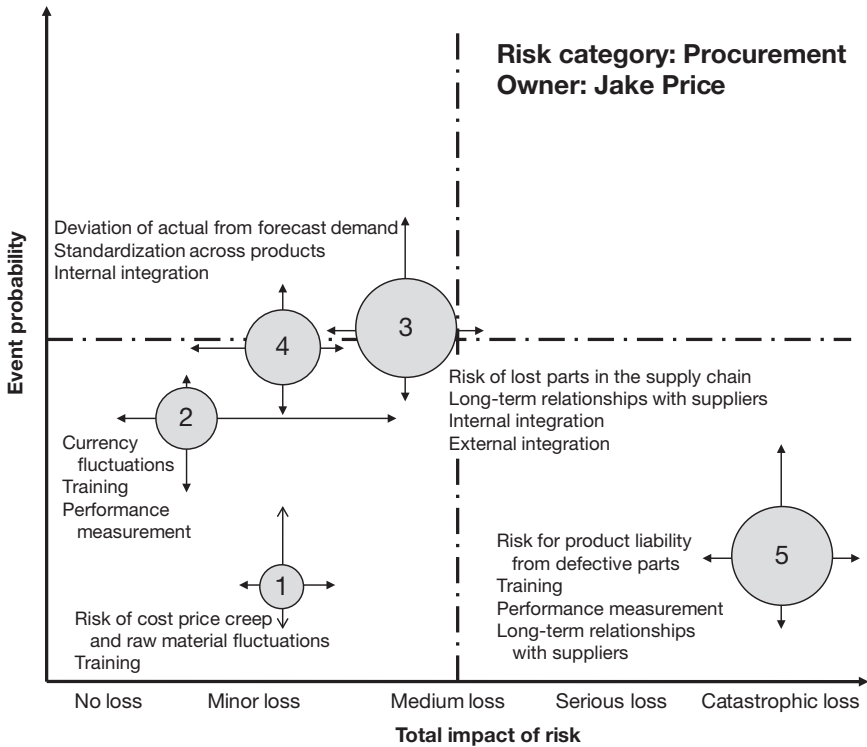 Risk category: Procurement
Owner: Jake Price
Event probability
Deviation of actual from forecast demand
Standardization across products
Internal integration
3
4
2
Risk of lost parts in the supply chain
Long-term relationships with suppliers
Internal integration
External integration
Currency
fluctuations
Training
Performance
measurement
1
Risk of cost price creep
and raw material fluctuations
Training
Risk for product liability
from defective parts
Training
Performance measurement
Long-term relationships
with suppliers
5
No loss
Minor loss
Medium loss
Serious loss
Catastrophic loss
Total impact of risk